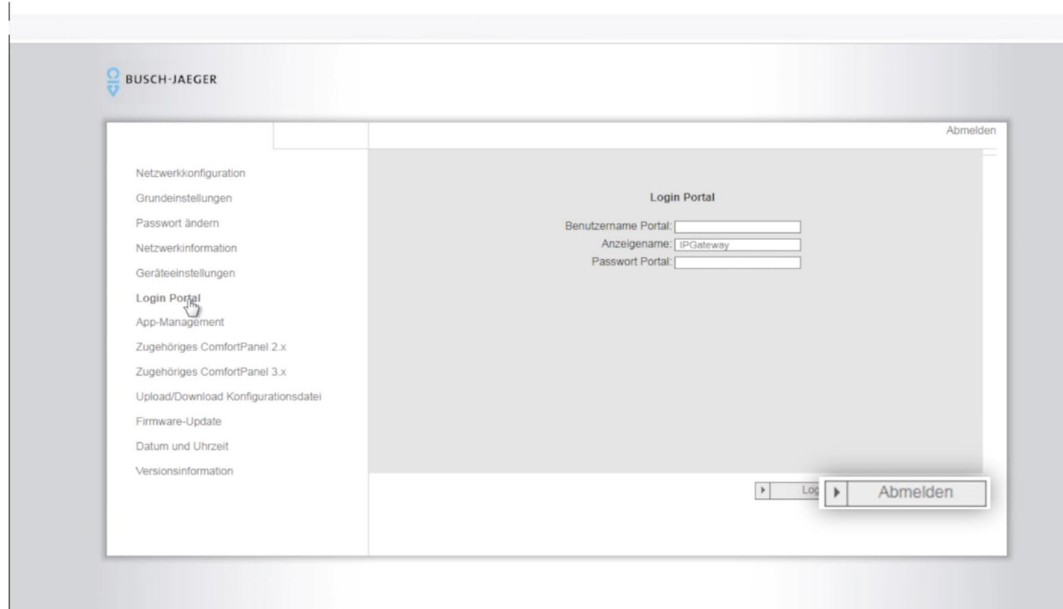 BUSCH-JAEGER
Abmelden
Netzwerkkonfiguration
Grundeinstellungen
Passwort ändern
Netzwerkinformation
Geräteeinstellungen
Login Portal
App-Management
Zugehöriges ComfortPanel 2.x
Zugehöriges ComfortPanel 3.x
Upload/Download Konfigurationsdatei
Firmware-Update
Datum und Uhrzeit
Versionsinformation
Login Portal
Benutzername Portal:
Anzeigename: IPGateway
Passwort Portal:
Abmelden